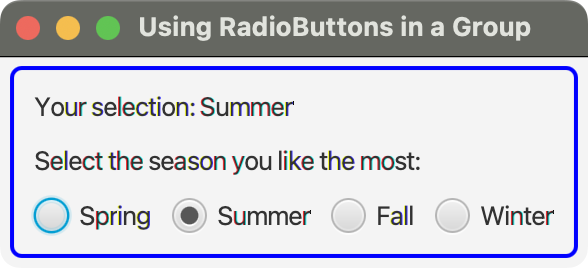 Using RadioButtons in a Group
Your selection: Summer
Select the season you like the most:
Spring Summer Fall Winter